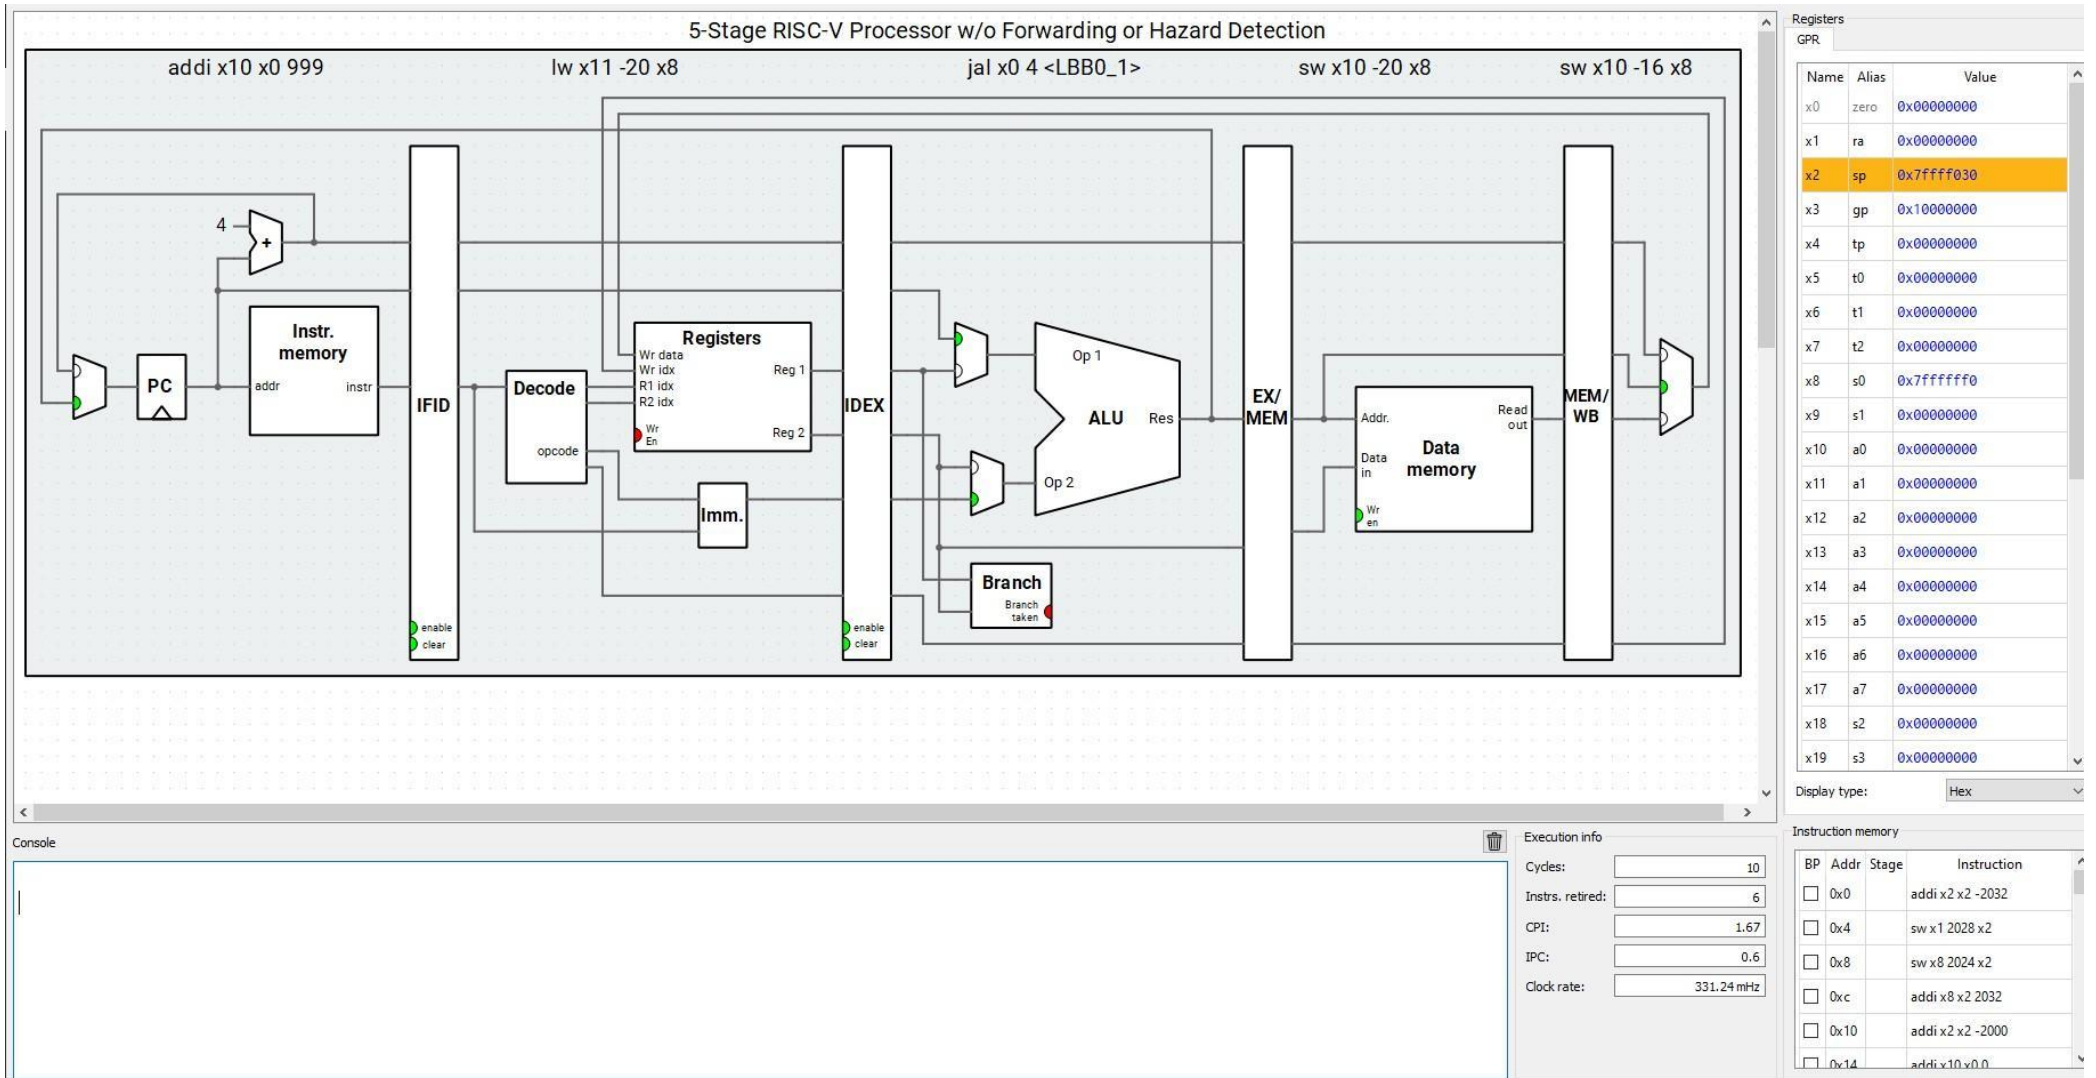 5-Stage RISC-V Processor w/o Forwarding or Hazard Detection
addi x10 x0 999
lw x11 -20 x8
jal x0 4 <LBB0_1>
sw x10 -20 x8
sw x10 -16 x8
4
+
PC
Instr.
memory
addr
instr
IFID
enable
clear
Decode
opcode
Registers
Wr data
Wr idx
R1 idx
R2 idx
Wr
En
Reg 1
Reg 2
Imm.
IDEX
enable
clear
Op 1
Op 2
ALU
Res
Branch
Branch
taken
EX/
MEM
Addr.
Data
in
Wr
en
Data
memory
Read
out
MEM/
WB
Registers
GPR
Name Alias Value
x0 zero 0x00000000
x1 ra 0x00000000
x2 sp 0x7ffff030
x3 gp 0x10000000
x4 tp 0x00000000
x5 t0 0x00000000
x6 t1 0x00000000
x7 t2 0x00000000
x8 s0 0x7ffffff0
x9 s1 0x00000000
x10 a0 0x00000000
x11 a1 0x00000000
x12 a2 0x00000000
x13 a3 0x00000000
x14 a4 0x00000000
x15 a5 0x00000000
x16 a6 0x00000000
x17 a7 0x00000000
x18 s2 0x00000000
x19 s3 0x00000000
Display type: Hex
Console
Execution info
Cycles: 10
Instrs. retired: 6
CPI: 1.67
IPC: 0.6
Clock rate: 331.24 mHz
Instruction memory
BP Addr Stage Instruction
0x0 addi x2 x2 -2032
0x4 sw x1 2028 x2
0x8 sw x8 2024 x2
0xc addi x8 x2 2032
0x10 addi x2 x2 -2000
0x14 addi x10 x0 0